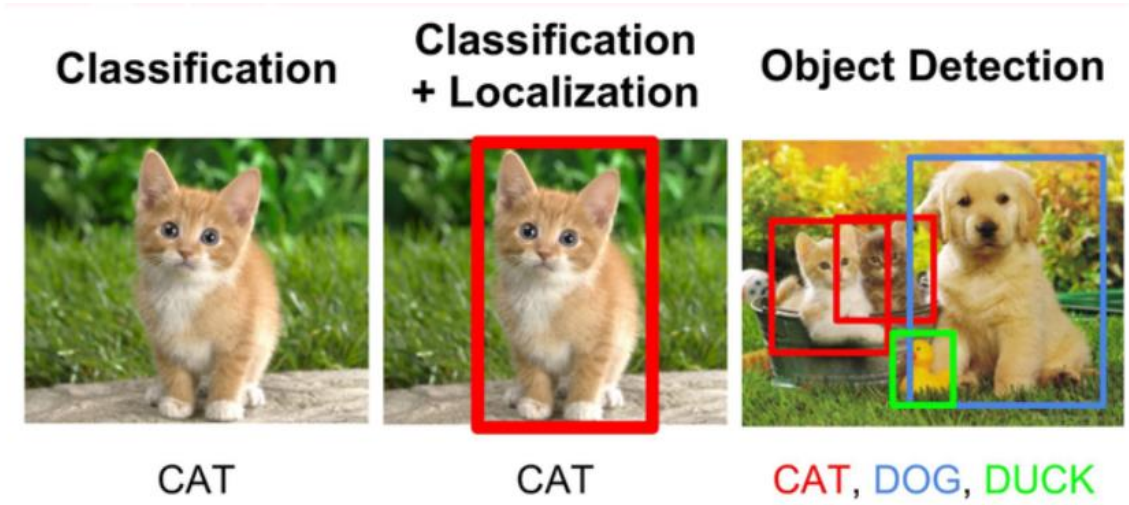 Classification
Classification
+ Localization
Object Detection
CAT
CAT
CAT, DOG, DUCK